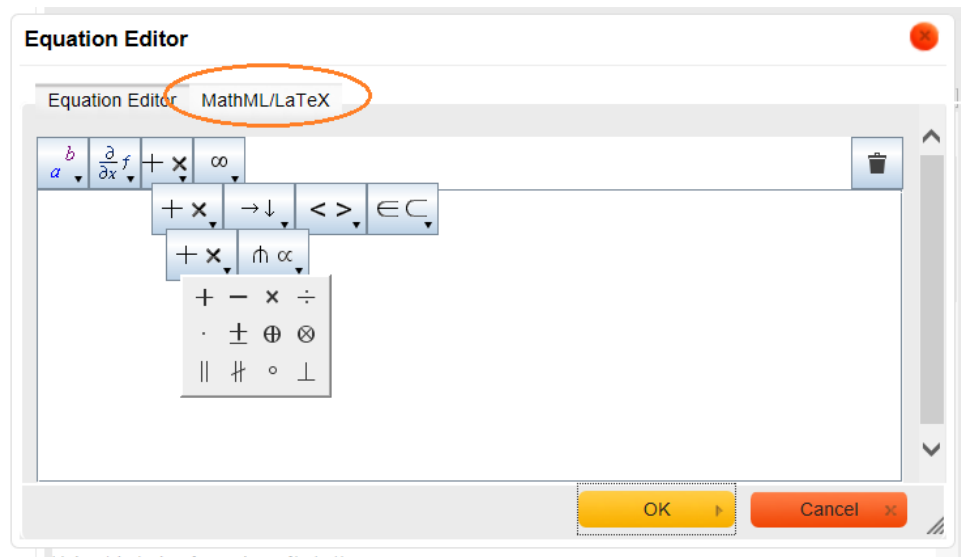 Equation Editor
Equation Editor MathML/LaTeX
a b ∂/∂x f + × ∞
+ × →↓ < > ∈ ⊂
+ × ⋔ ∝
+ − × ÷
· ± ⊕ ⊗
∥ ∦ ∘ ⊥
OK Cancel